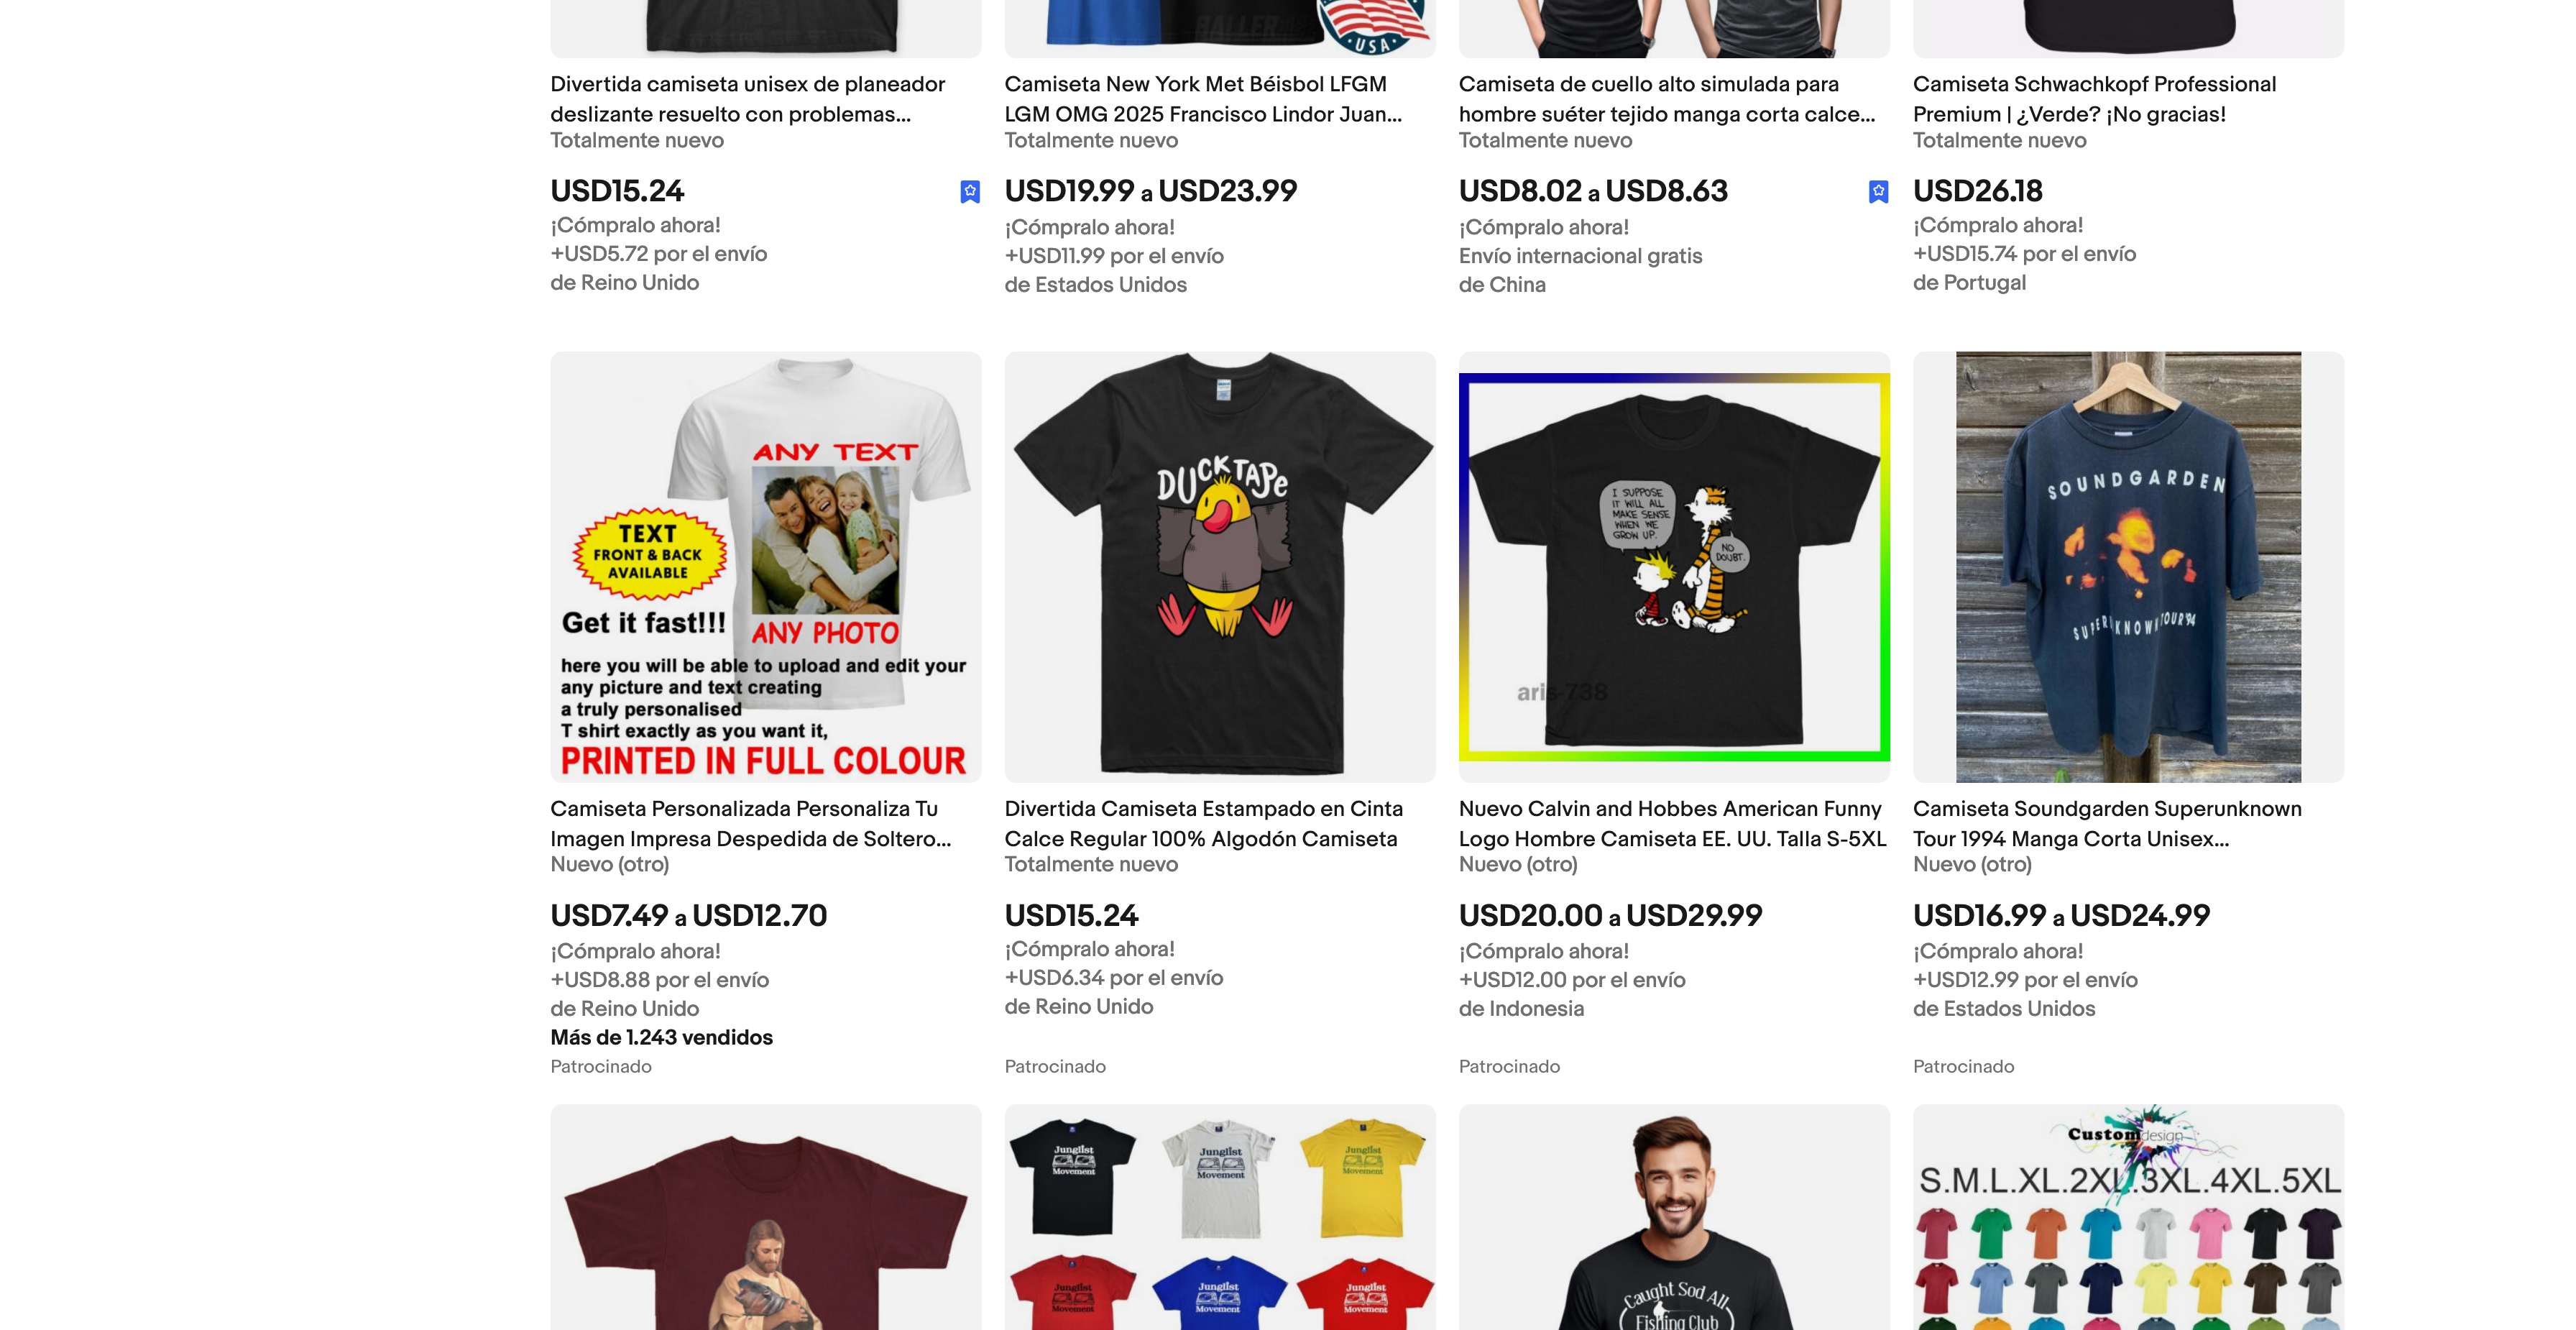 BALLER
USA
Divertida camiseta unisex de planeador
deslizante resuelto con problemas...
Totalmente nuevo
USD15.24
¡Cómpralo ahora!
+USD5.72 por el envío
de Reino Unido
Camiseta New York Met Béisbol LFGM
LGM OMG 2025 Francisco Lindor Juan...
Totalmente nuevo
USD19.99 a USD23.99
¡Cómpralo ahora!
+USD11.99 por el envío
de Estados Unidos
Camiseta de cuello alto simulada para
hombre suéter tejido manga corta calce...
Totalmente nuevo
USD8.02 a USD8.63
¡Cómpralo ahora!
Envío internacional gratis
de China
Camiseta Schwachkopf Professional
Premium | ¿Verde? ¡No gracias!
Totalmente nuevo
USD26.18
¡Cómpralo ahora!
+USD15.74 por el envío
de Portugal
ANY TEXT
TEXT
FRONT & BACK
AVAILABLE
Get it fast!!!
ANY PHOTO
here you will be able to upload and edit your
any picture and text creating
a truly personalised
T shirt exactly as you want it,
PRINTED IN FULL COLOUR
Camiseta Personalizada Personaliza Tu
Imagen Impresa Despedida de Soltero...
Nuevo (otro)
USD7.49 a USD12.70
¡Cómpralo ahora!
+USD8.88 por el envío
de Reino Unido
Más de 1.243 vendidos
Patrocinado
DUCK TAPe
Divertida Camiseta Estampado en Cinta
Calce Regular 100% Algodón Camiseta
Totalmente nuevo
USD15.24
¡Cómpralo ahora!
+USD6.34 por el envío
de Reino Unido
Patrocinado
I SUPPOSE
IT WILL ALL
MAKE SENSE
WHEN WE
GROW UP.
NO
DOUBT.
aris-738
Nuevo Calvin and Hobbes American Funny
Logo Hombre Camiseta EE. UU. Talla S-5XL
Nuevo (otro)
USD20.00 a USD29.99
¡Cómpralo ahora!
+USD12.00 por el envío
de Indonesia
Patrocinado
SOUNDGARDEN
SUPERUNKNOWN TOUR '94
Camiseta Soundgarden Superunknown
Tour 1994 Manga Corta Unisex...
Nuevo (otro)
USD16.99 a USD24.99
¡Cómpralo ahora!
+USD12.99 por el envío
de Estados Unidos
Patrocinado
Junglist
Movement
Junglist
Movement
Junglist
Movement
Junglist
Movement
Junglist
Movement
Junglist
Movement
Caught Sod All
Fishing Club
Customdesign
S.M.L.XL.2XL.3XL.4XL.5XL